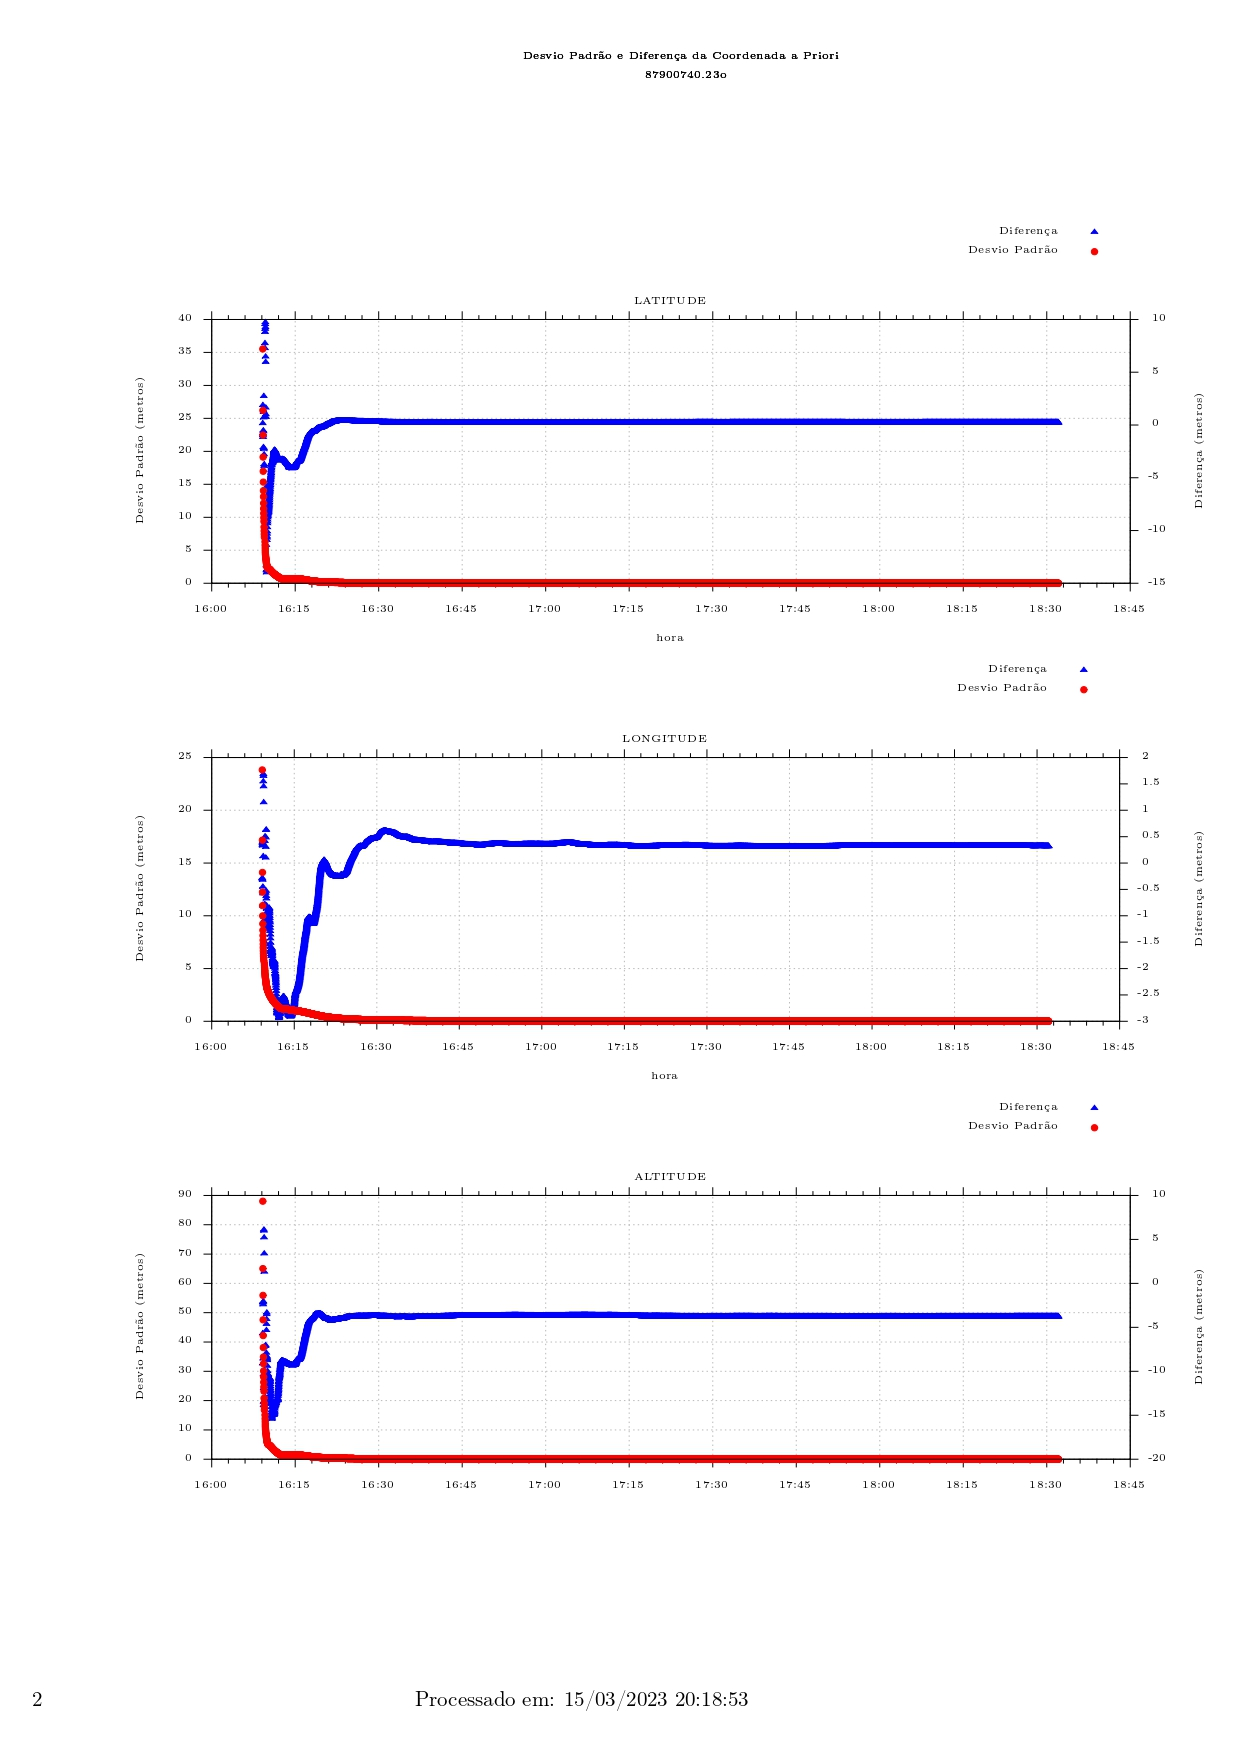 Desvio Padrão e Diferença da Coordenada a Priori
87900740.23o
Diferença
Desvio Padrão
LATITUDE
40
35
30
25
20
15
10
5
0
10
5
0
-5
-10
-15
Desvio Padrão (metros)
Diferença (metros)
16:00 16:15 16:30 16:45 17:00 17:15 17:30 17:45 18:00 18:15 18:30 18:45
hora
Diferença
Desvio Padrão
LONGITUDE
25
20
15
10
5
0
2
1.5
1
0.5
0
-0.5
-1
-1.5
-2
-2.5
-3
Desvio Padrão (metros)
Diferença (metros)
16:00 16:15 16:30 16:45 17:00 17:15 17:30 17:45 18:00 18:15 18:30 18:45
hora
Diferença
Desvio Padrão
ALTITUDE
90
80
70
60
50
40
30
20
10
0
10
5
0
-5
-10
-15
-20
Desvio Padrão (metros)
Diferença (metros)
16:00 16:15 16:30 16:45 17:00 17:15 17:30 17:45 18:00 18:15 18:30 18:45
2 Processado em: 15/03/2023 20:18:53